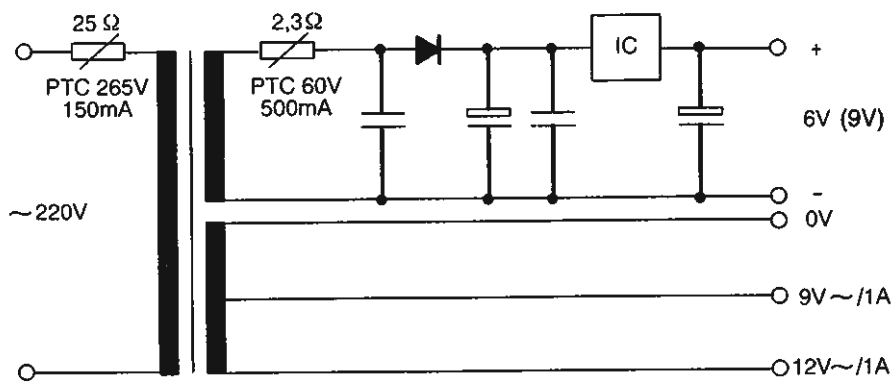 25 Ω
PTC 265V
150mA
2,3Ω
PTC 60V
500mA
IC
+
6V (9V)
−
~220V
0V
9V~/1A
12V~/1A